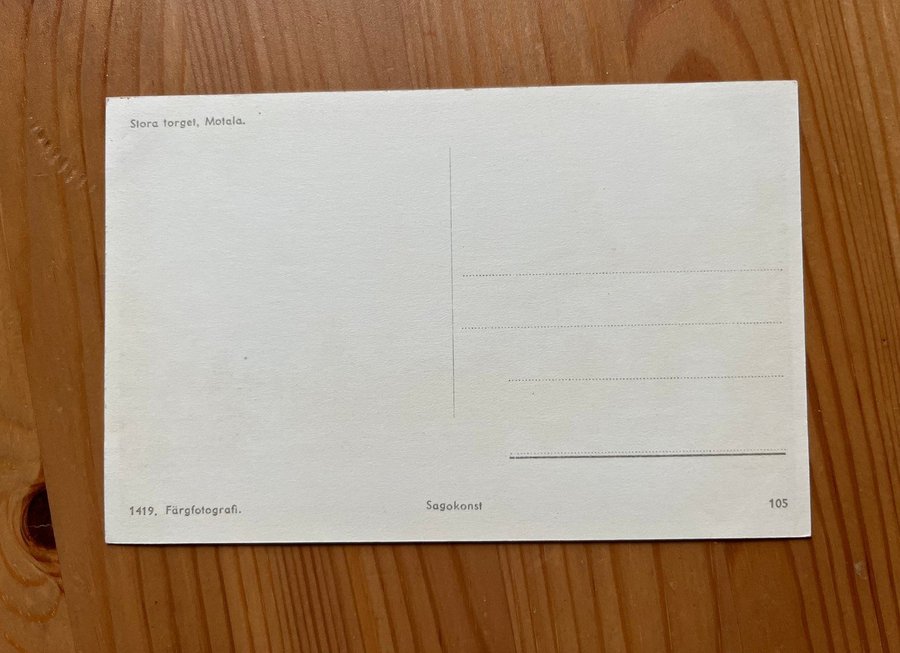 Stora torget, Motala.
1419. Färgfotografi.
Sagokonst
105